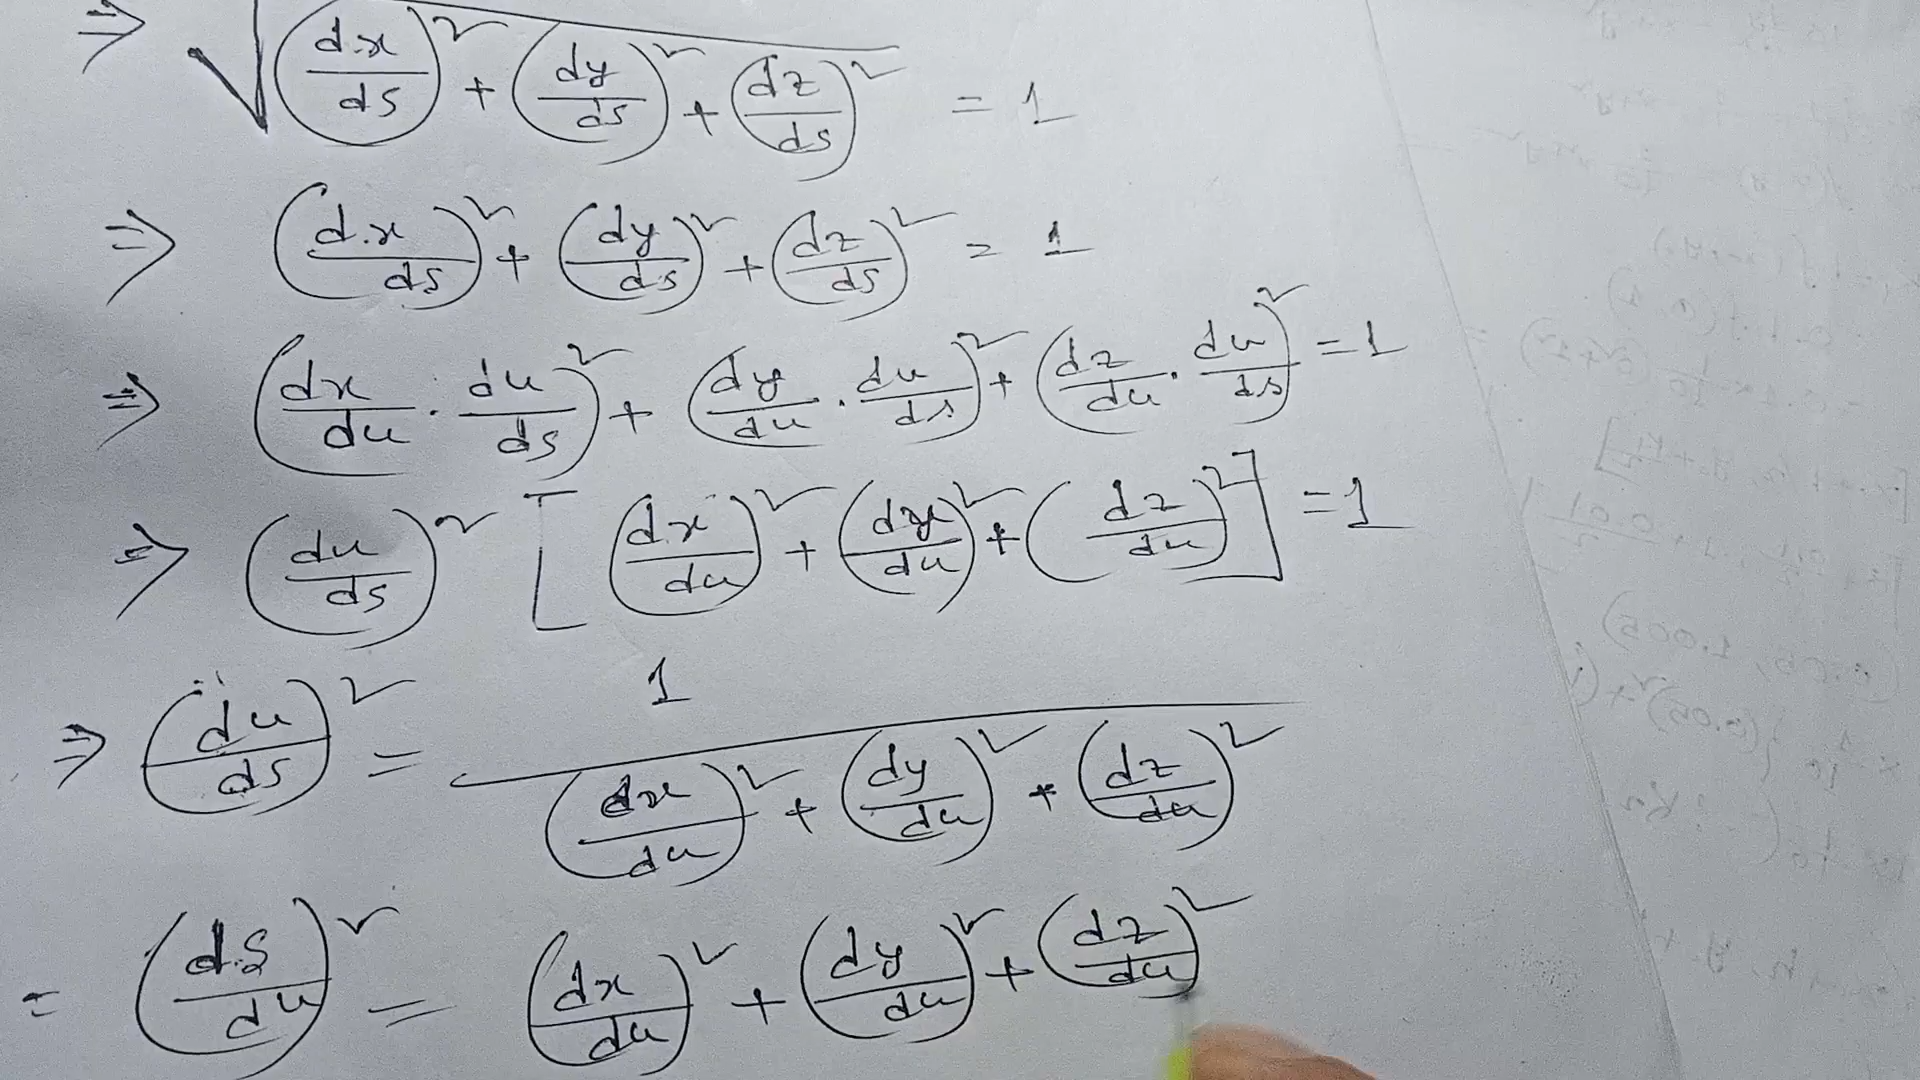 ⇒ √((dx/ds)² + (dy/ds)² + (dz/ds)²) = 1
⇒ (dx/ds)² + (dy/ds)² + (dz/ds)² = 1
⇒ (dx/du · du/ds)² + (dy/du · du/ds)² + (dz/du · du/ds)² = 1
⇒ (du/ds)² [(dx/du)² + (dy/du)² + (dz/du)²] = 1
⇒ (du/ds)² = 1/((dx/du)² + (dy/du)² + (dz/du)²)
= (ds/du)² = (dx/du)² + (dy/du)² + (dz/du)²